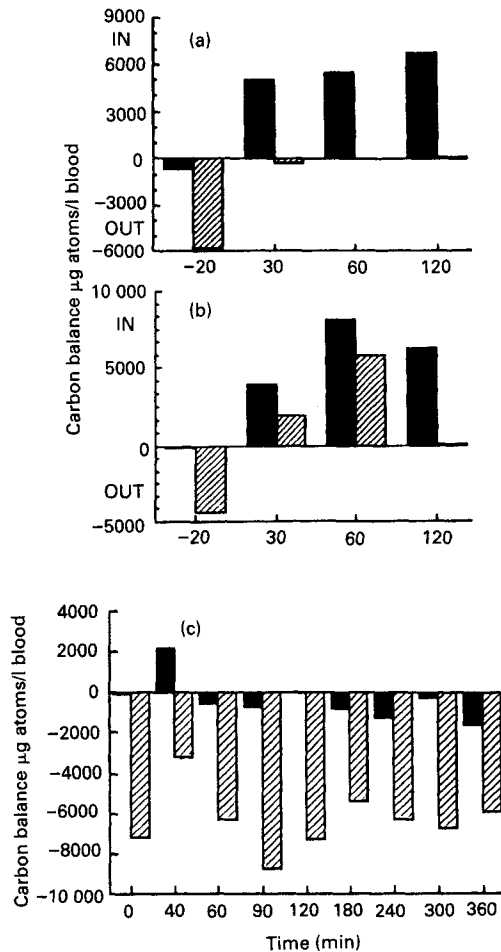 Carbon balance μg atoms/l blood
9000
IN
(a)
6000
3000
0
−3000
OUT
−6000
−20 30 60 120
10 000
(b)
IN
5000
0
OUT
−5000
−20 30 60 120
Carbon balance μg atoms/l blood
4000
(c)
2000
0
−2000
−4000
−6000
−8000
−10 000
0 40 60 90 120 180 240 300 360
Time (min)